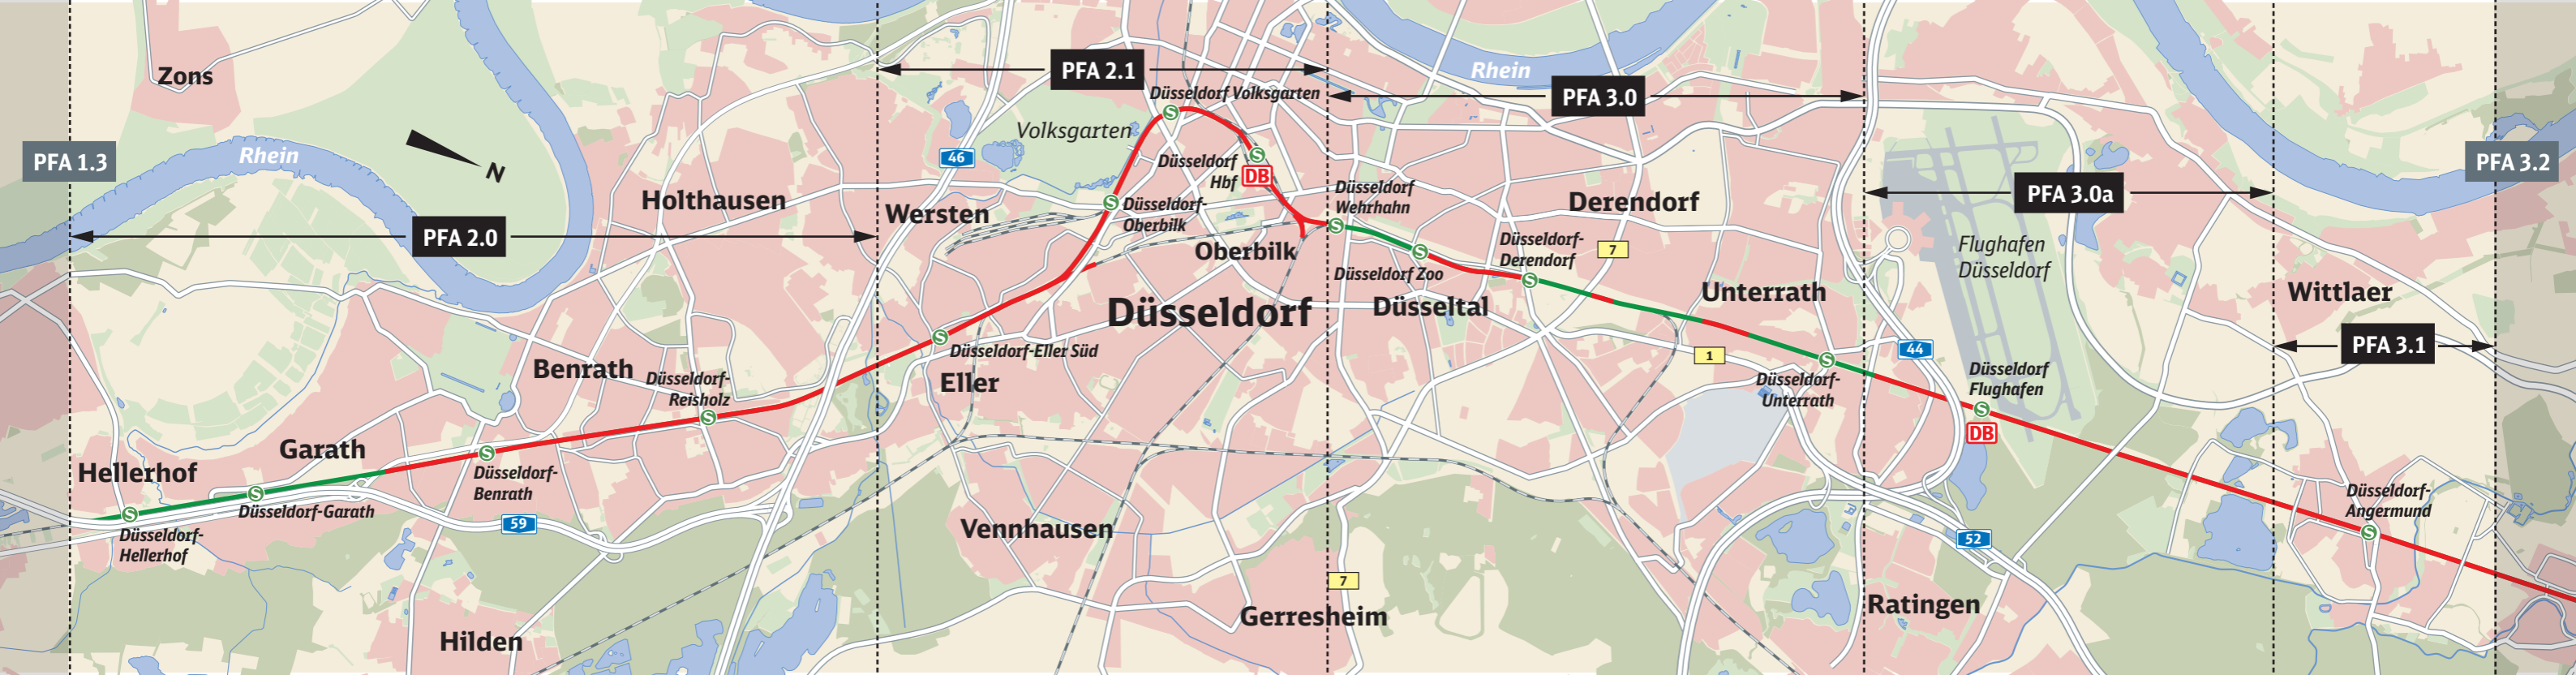 Zons
PFA 1.3
Rhein
N
PFA 2.0
Holthausen
Hellerhof
Garath
Benrath
Düsseldorf-
Reisholz
Düsseldorf-
Benrath
Düsseldorf-Garath
Düsseldorf-
Hellerhof
59
Hilden
PFA 2.1
Düsseldorf Volksgarten
Volksgarten
46
Düsseldorf
Hbf
DB
Wersten
Düsseldorf-
Oberbilk
Oberbilk
Düsseldorf
Düsseldorf-Eller Süd
Eller
Vennhausen
Gerresheim
7
Rhein
PFA 3.0
Düsseldorf
Wehrhahn
Derendorf
Düsseldorf-
Derendorf
7
Düsseldorf Zoo
Düsseltal
Unterrath
1
Düsseldorf-
Unterrath
PFA 3.0a
Flughafen
Düsseldorf
44
Düsseldorf
Flughafen
DB
52
Ratingen
PFA 3.2
Wittlaer
PFA 3.1
Düsseldorf-
Angermund
S
S
S
S
S
S
S
S
S
S
S
S
S
S